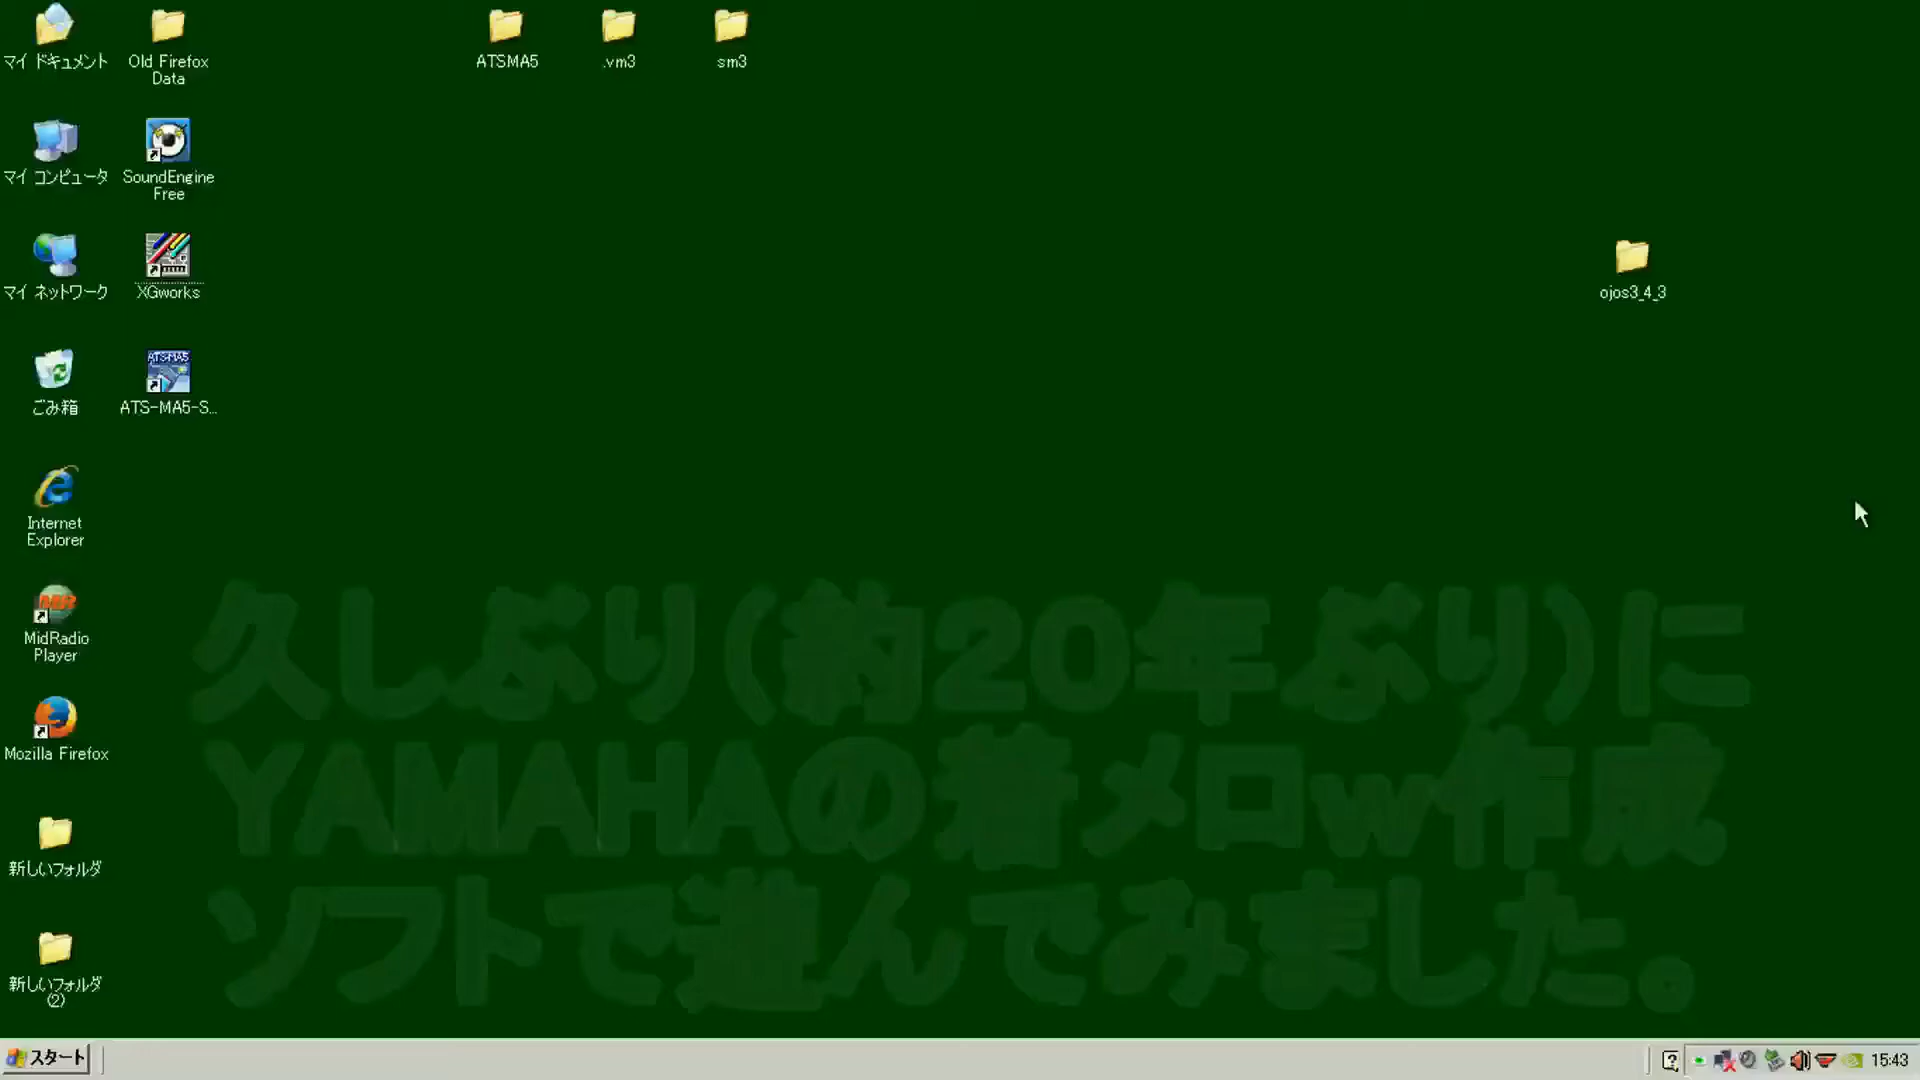 マイ ドキュメント
Old Firefox
Data
ATSMA5
.vm3
sm3
マイ コンピュータ
SoundEngine
Free
マイ ネットワーク
XGworks
ojos3_4_3
ごみ箱
ATS-MA5
ATS-MA5-S...
Internet
Explorer
MR
MidRadio
Player
Mozilla Firefox
新しいフォルダ
新しいフォルダ
(2)
久しぶり(約20年ぶり)に
YAMAHAの着メロw作成
ソフトで遊んでみました。
スタート
15:43